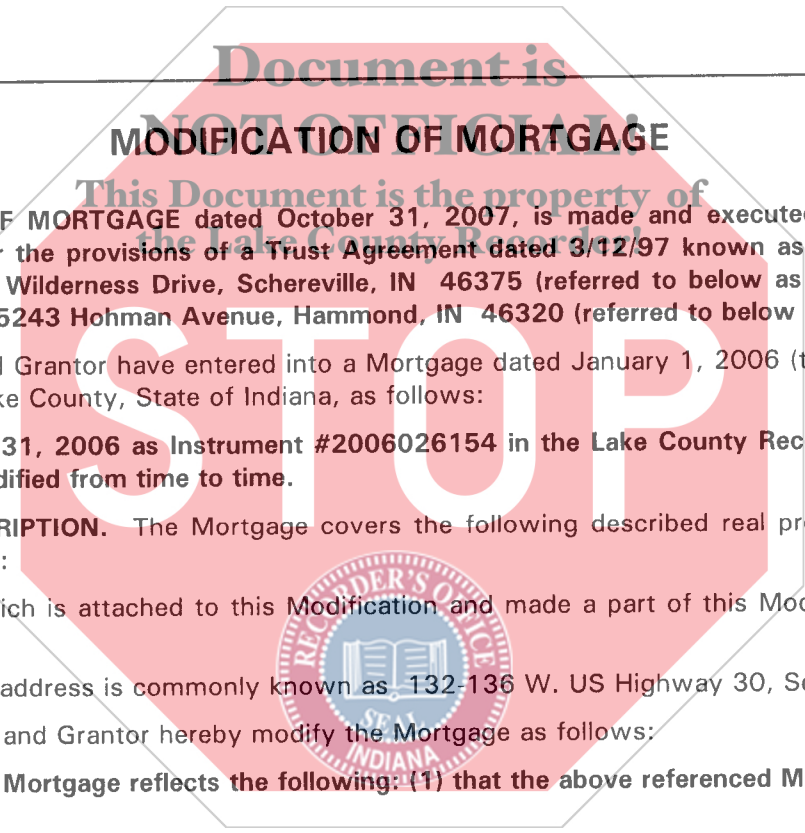 Document is
NOT OFFICIAL!
MODIFICATION OF MORTGAGE
This Document is the property of
the Lake County Recorder!
F MORTGAGE dated October 31, 2007, is made and executed
r the provisions of a Trust Agreement dated 3/12/97 known as
Wilderness Drive, Schereville, IN 46375 (referred to below as
5243 Hohman Avenue, Hammond, IN 46320 (referred to below
d Grantor have entered into a Mortgage dated January 1, 2006 (t
ke County, State of Indiana, as follows:
31, 2006 as Instrument #2006026154 in the Lake County Rec
dified from time to time.
STOP
RIPTION. The Mortgage covers the following described real pr
:
ich is attached to this Modification and made a part of this Mod
address is commonly known as 132-136 W. US Highway 30, Sc
and Grantor hereby modify the Mortgage as follows:
Mortgage reflects the following: (1) that the above referenced M
RECORDER'S OFFICE
SEAL
INDIANA